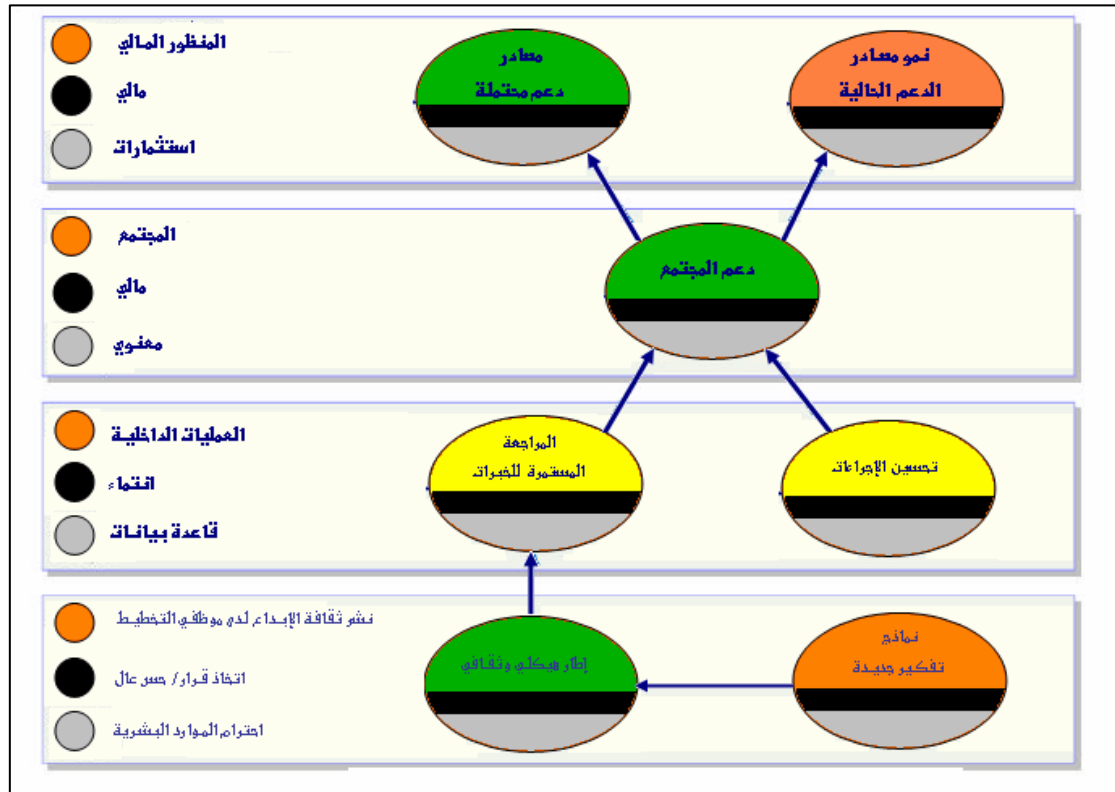 المنظور المالي
مالي
استثمارات
نمو مصادر
الدعم الحالية
مصادر
دعم محتملة
المجتمع
مالي
معنوي
دعم المجتمع
العمليات الداخلية
انتماء
قاعدة بيانات
تحسين الإجراءات
المراجعة
المستمرة للخبرات
نشر ثقافة الإبداع لدى موظفي التخطيط
اتخاذ قرار / حس عال
احترام الموارد البشرية
نماذج
تفكير جديدة
إطار هيكلي وثقافي